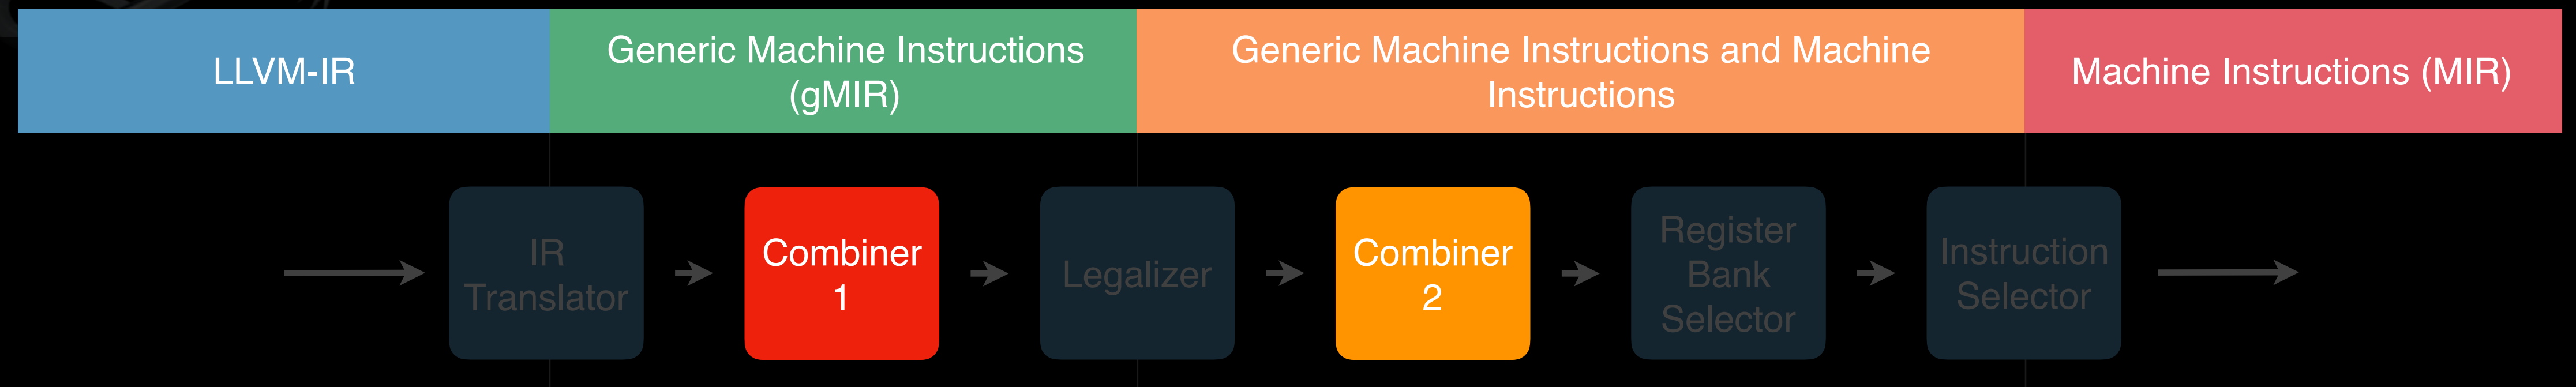 LLVM-IR
Generic Machine Instructions
(gMIR)
Generic Machine Instructions and Machine
Instructions
Machine Instructions (MIR)
IR
Translator
Combiner
1
Legalizer
Combiner
2
Register
Bank
Selector
Instruction
Selector